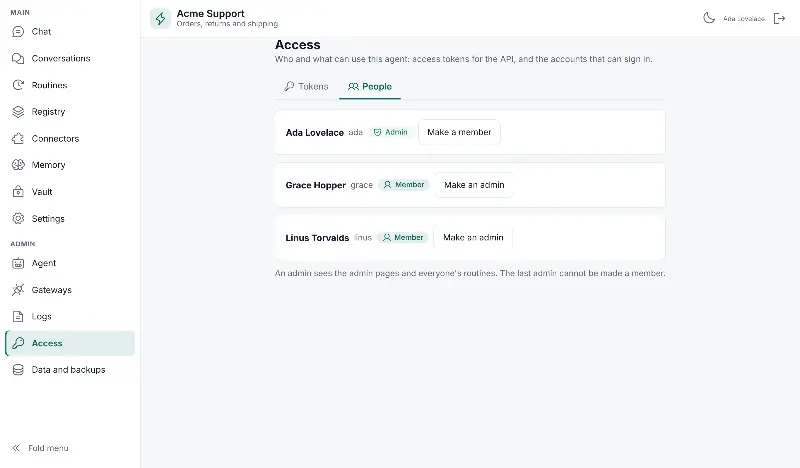 MAIN
Chat
Conversations
Routines
Registry
Connectors
Memory
Vault
Settings
ADMIN
Agent
Gateways
Logs
Access
Data and backups
Fold menu
Acme Support
Orders, returns and shipping
Ada Lovelace
Access
Who and what can use this agent: access tokens for the API, and the accounts that can sign in.
Tokens People
Ada Lovelace ada Admin Make a member
Grace Hopper grace Member Make an admin
Linus Torvalds linus Member Make an admin
An admin sees the admin pages and everyone's routines. The last admin cannot be made a member.